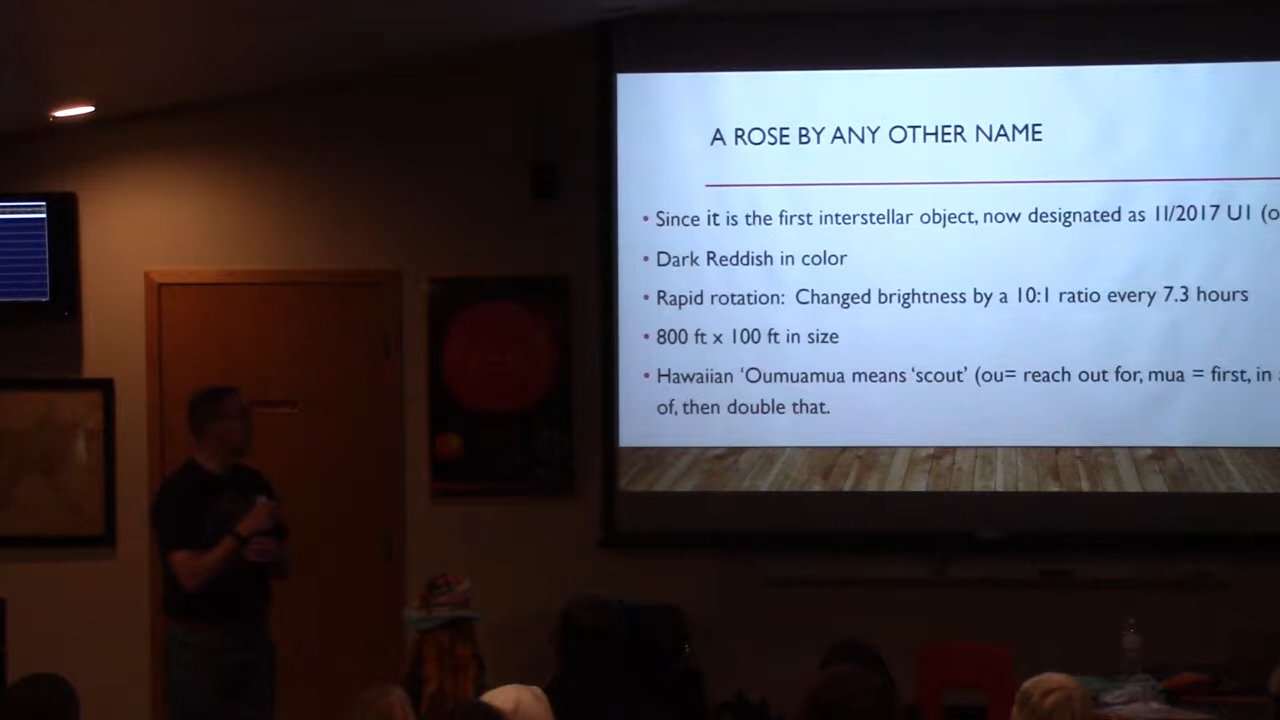 A ROSE BY ANY OTHER NAME
• Since it is the first interstellar object, now designated as 1I/2017 U1 (o
• Dark Reddish in color
• Rapid rotation: Changed brightness by a 10:1 ratio every 7.3 hours
• 800 ft x 100 ft in size
• Hawaiian ‘Oumuamua means ‘scout’ (ou= reach out for, mua = first, in
of, then double that.